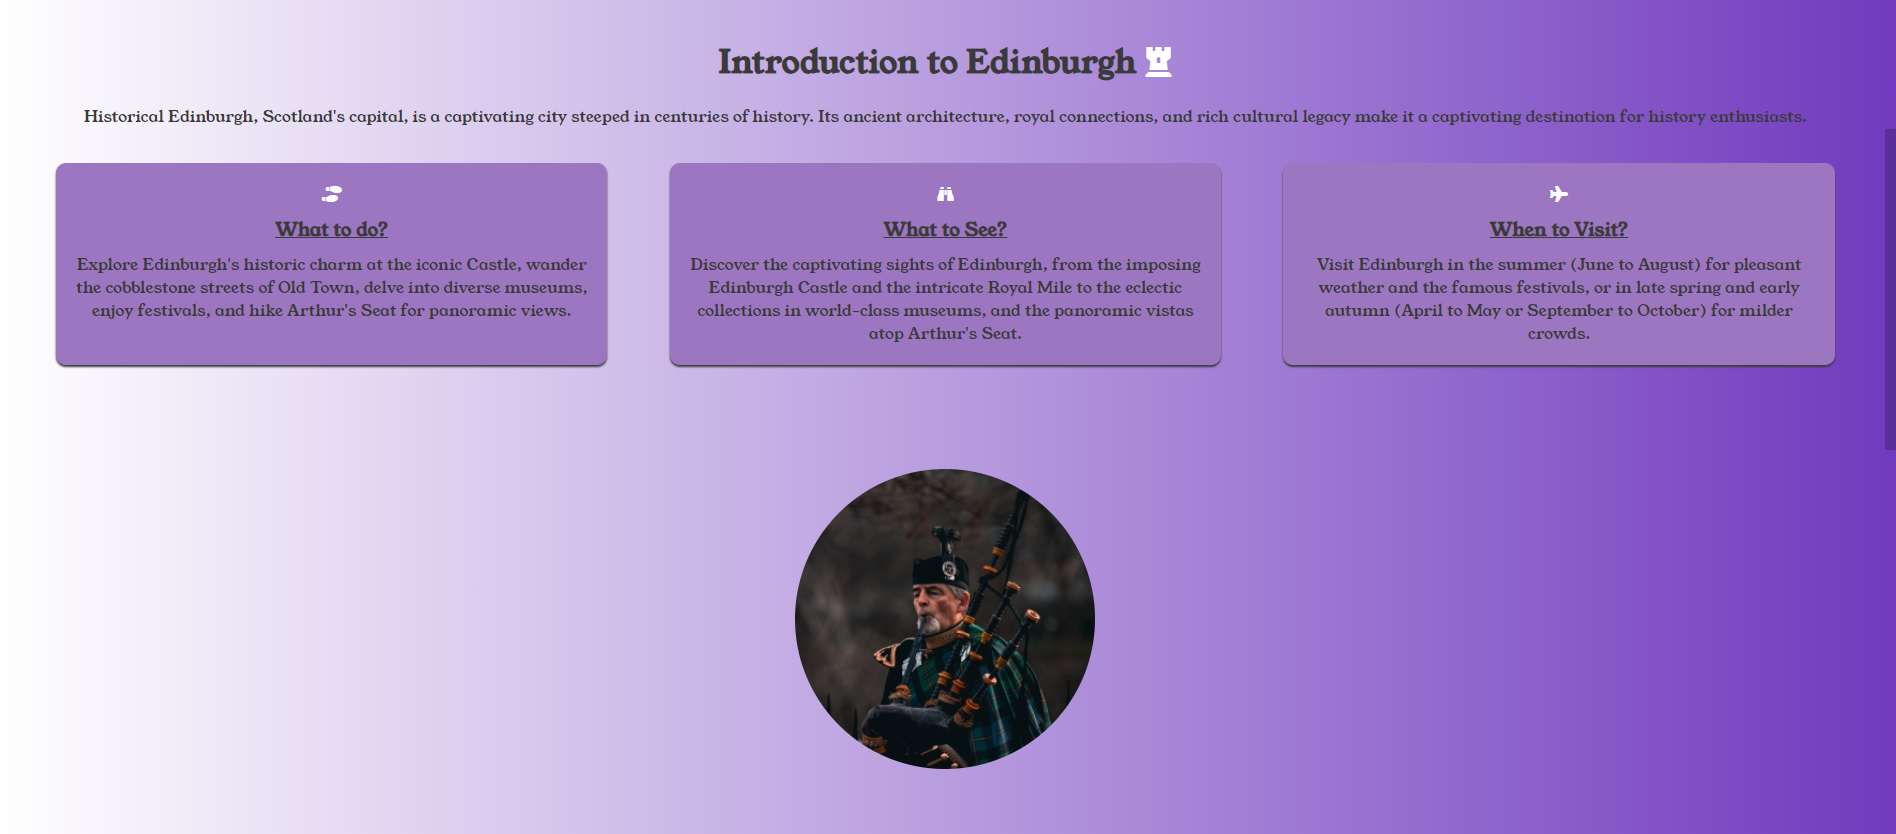 Introduction to Edinburgh
Historical Edinburgh, Scotland's capital, is a captivating city steeped in centuries of history. Its ancient architecture, royal connections, and rich cultural legacy make it a captivating destination for history enthusiasts.
What to do?
Explore Edinburgh's historic charm at the iconic Castle, wander
the cobblestone streets of Old Town, delve into diverse museums,
enjoy festivals, and hike Arthur's Seat for panoramic views.
What to See?
Discover the captivating sights of Edinburgh, from the imposing
Edinburgh Castle and the intricate Royal Mile to the eclectic
collections in world-class museums, and the panoramic vistas
atop Arthur's Seat.
When to Visit?
Visit Edinburgh in the summer (June to August) for pleasant
weather and the famous festivals, or in late spring and early
autumn (April to May or September to October) for milder
crowds.